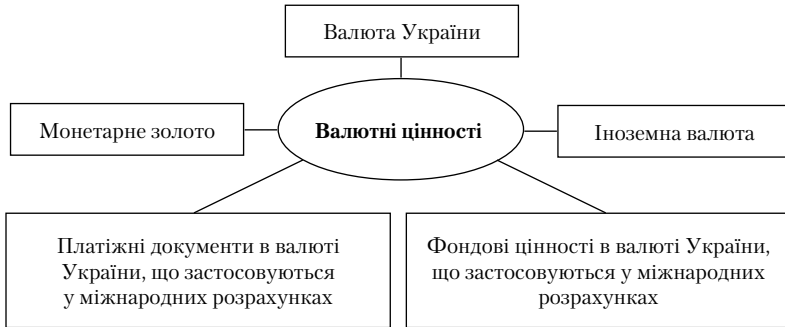 Валюта України
Монетарне золото
Валютні цінності
Іноземна валюта
Платіжні документи в валюті
України, що застосовуються
у міжнародних розрахунках
Фондові цінності в валюті України,
що застосовуються у міжнародних
розрахунках